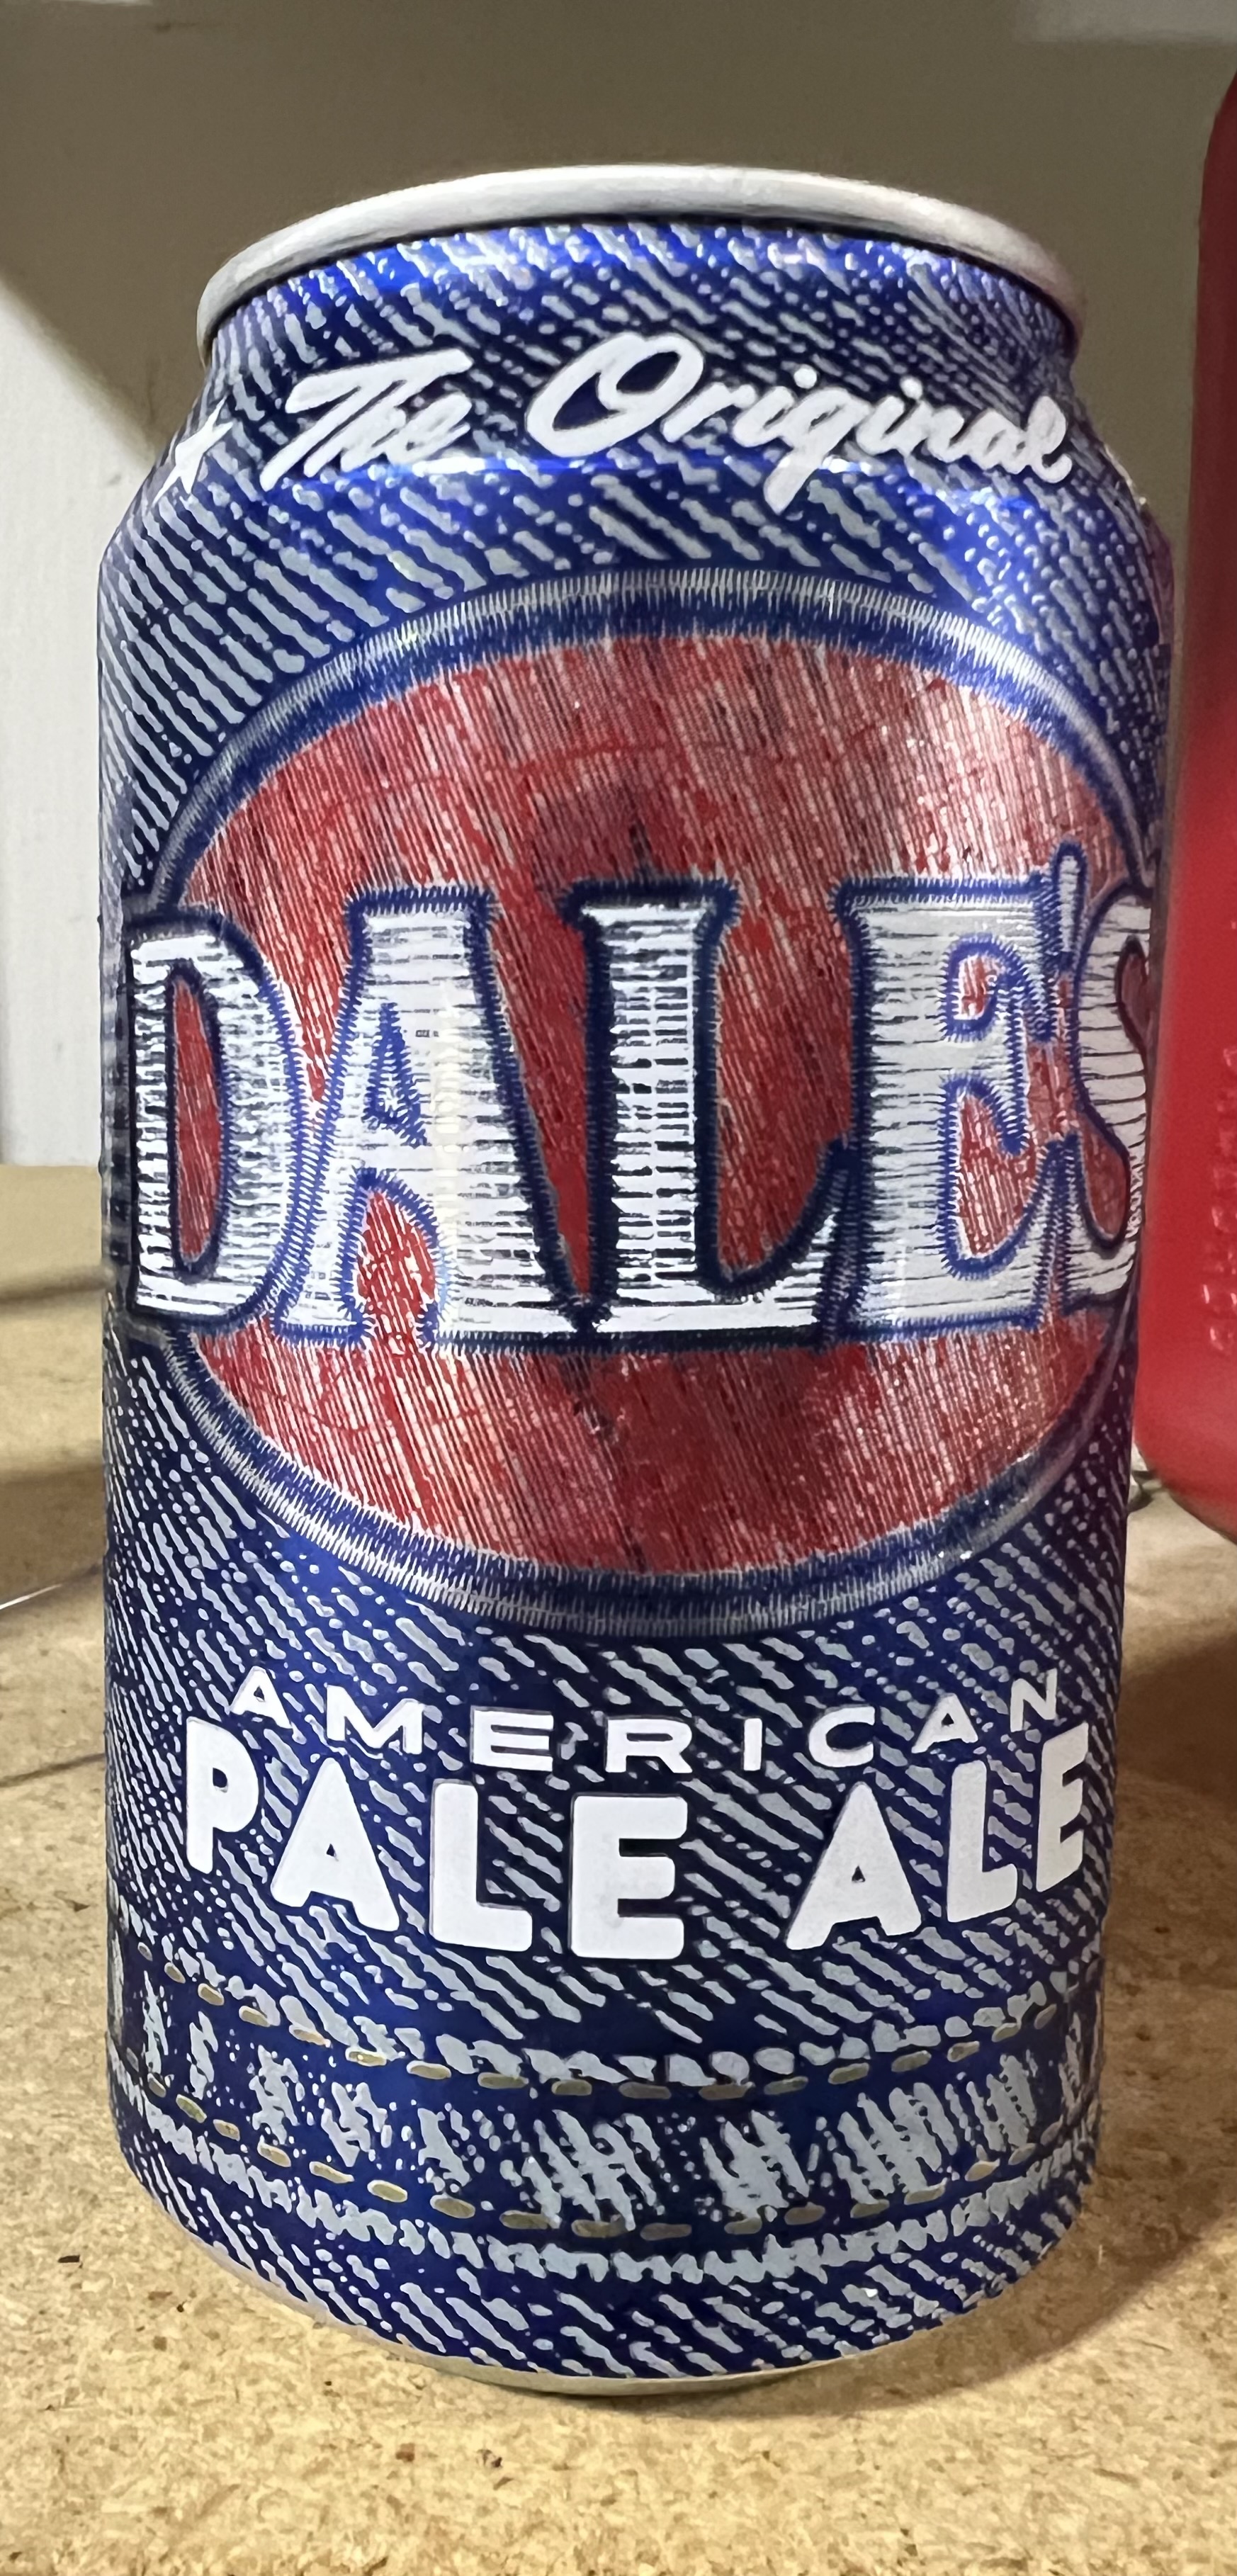 The Original
DALE'S
AMERICAN
PALE ALE